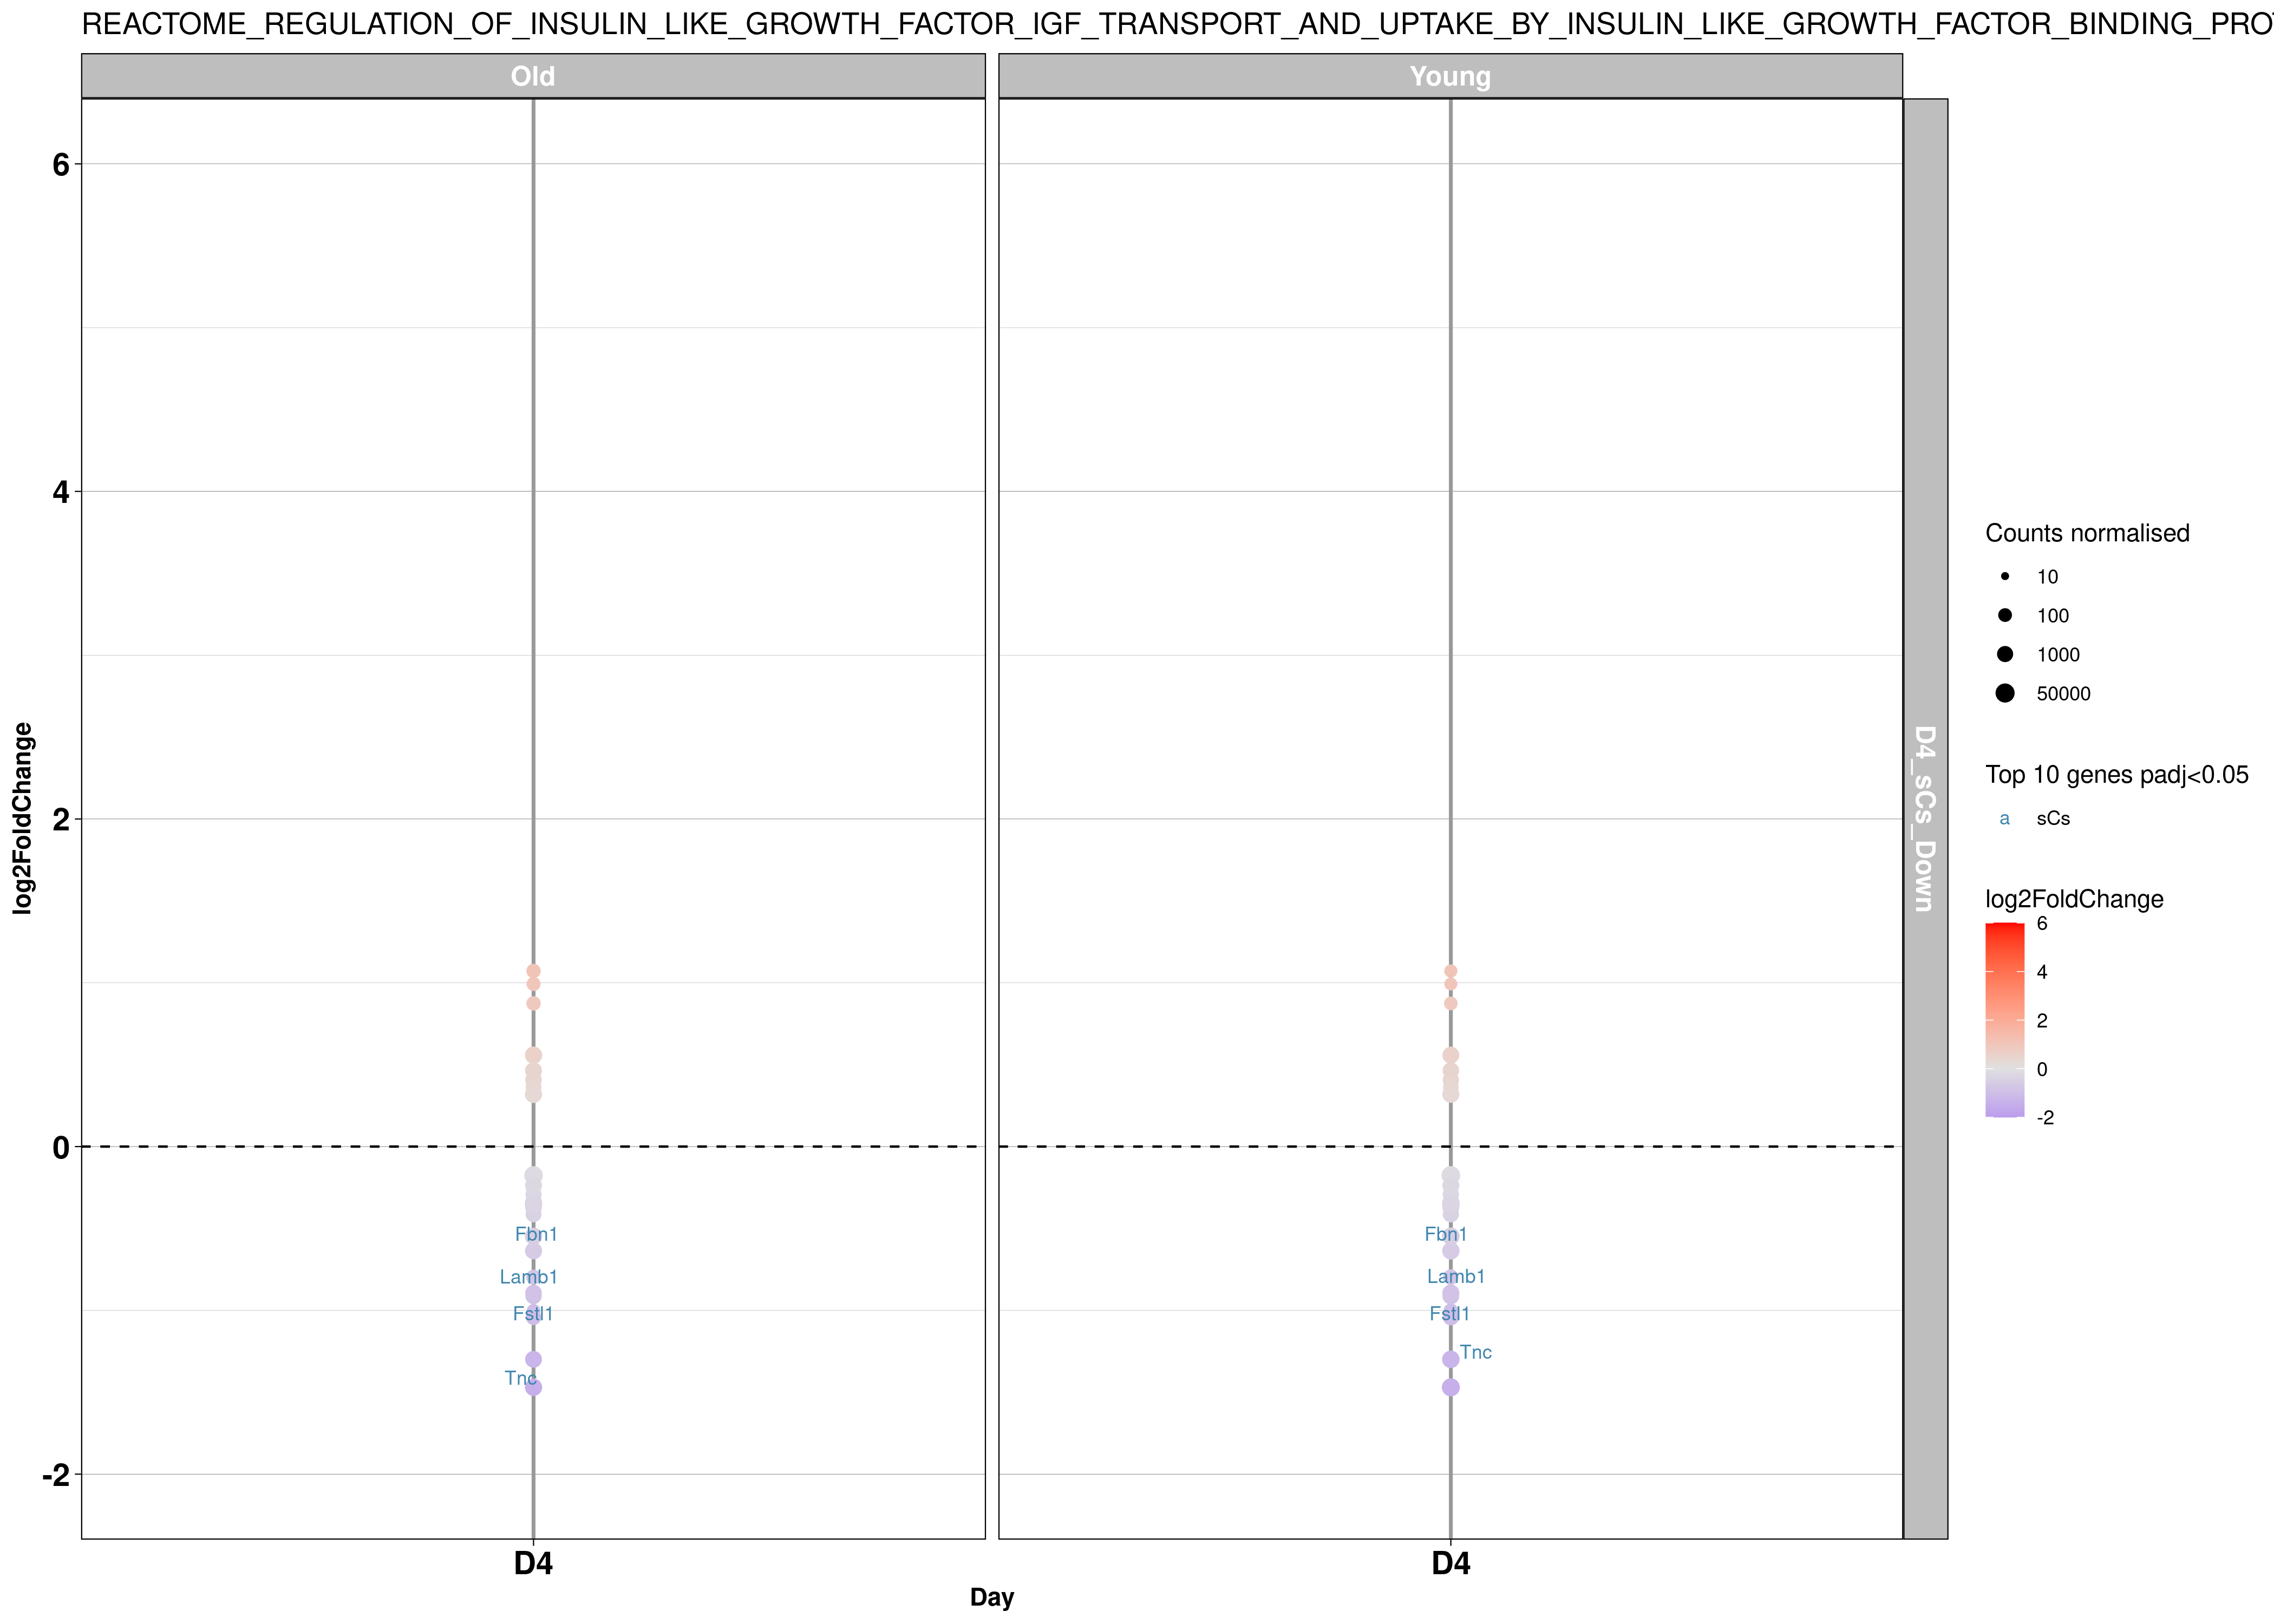 REACTOME_REGULATION_OF_INSULIN_LIKE_GROWTH_FACTOR_IGF_TRANSPORT_AND_UPTAKE_BY_INSULIN_LIKE_GROWTH_FACTOR_BINDING_PRO
Old
Young
6
4
2
0
-2
log2FoldChange
Fbn1
Lamb1
Fstl1
Tnc
Fbn1
Lamb1
Fstl1
Tnc
D4_sCs_Down
D4
D4
Day
Counts normalised
10
100
1000
50000
Top 10 genes padj<0.05
a sCs
log2FoldChange
6
4
2
0
-2